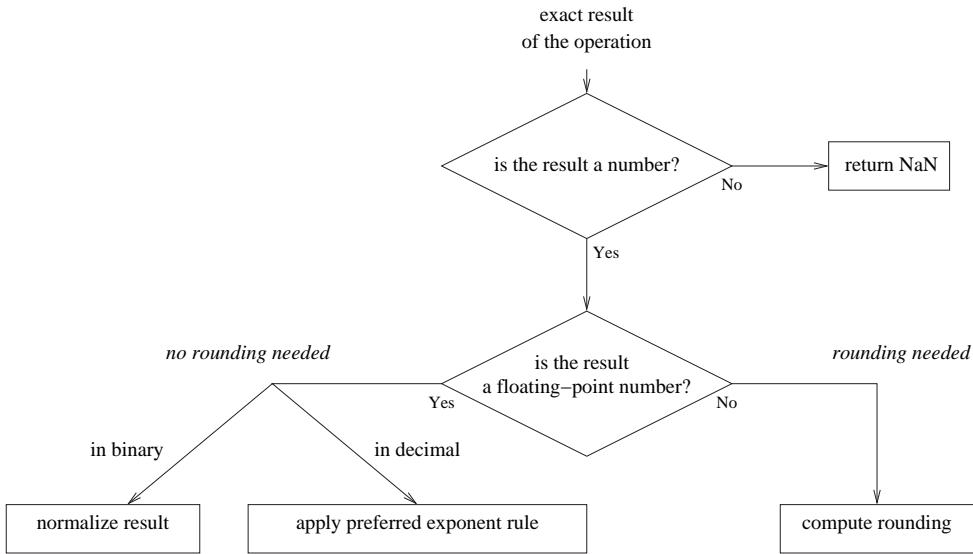 exact result
of the operation
is the result a number?
return NaN
No
Yes
no rounding needed
is the result
a floating−point number?
rounding needed
Yes
No
in binary
in decimal
normalize result
apply preferred exponent rule
compute rounding